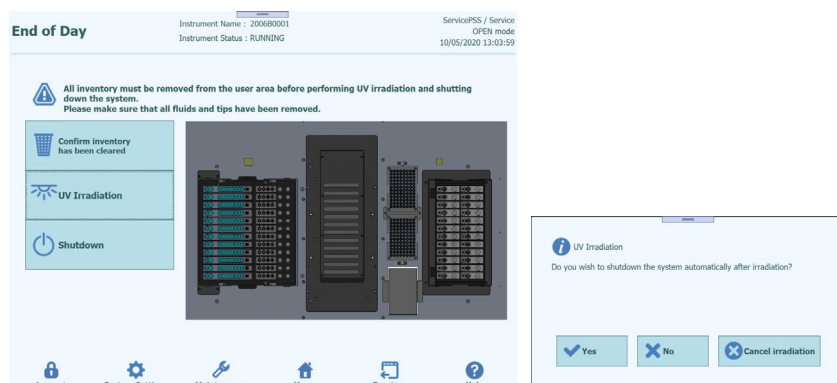 End of Day
Instrument Name : 2006B0001
Instrument Status : RUNNING
ServicePSS / Service
OPEN mode
10/05/2020 13:03:59
All inventory must be removed from the user area before performing UV irradiation and shutting
down the system.
Please make sure that all fluids and tips have been removed.
Confirm inventory
has been cleared
UV Irradiation
Shutdown
UV Irradiation
Do you wish to shutdown the system automatically after irradiation?
Yes
No
Cancel irradiation